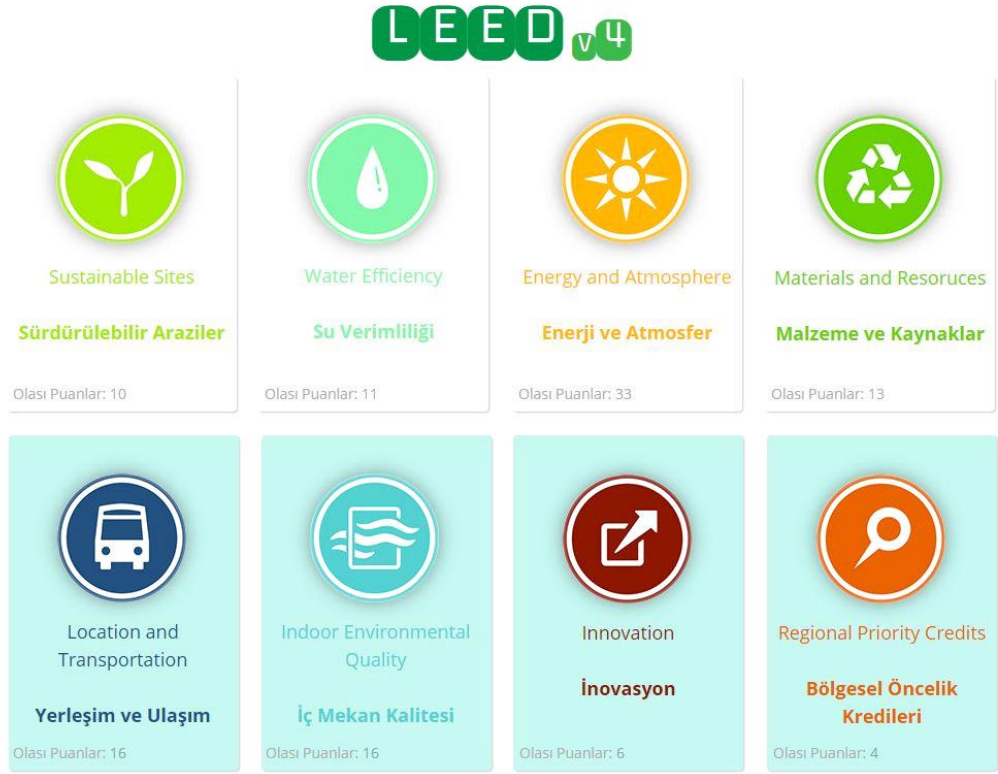 LEED v4
Sustainable Sites
Sürdürülebilir Araziler
Olası Puanlar: 10
Water Efficiency
Su Verimliliği
Olası Puanlar: 11
Energy and Atmosphere
Enerji ve Atmosfer
Olası Puanlar: 33
Materials and Resoruces
Malzeme ve Kaynaklar
Olası Puanlar: 13
Location and
Transportation
Yerleşim ve Ulaşım
Olası Puanlar: 16
Indoor Environmental
Quality
İç Mekan Kalitesi
Olası Puanlar: 16
Innovation
İnovasyon
Olası Puanlar: 6
Regional Priority Credits
Bölgesel Öncelik
Kredileri
Olası Puanlar: 4